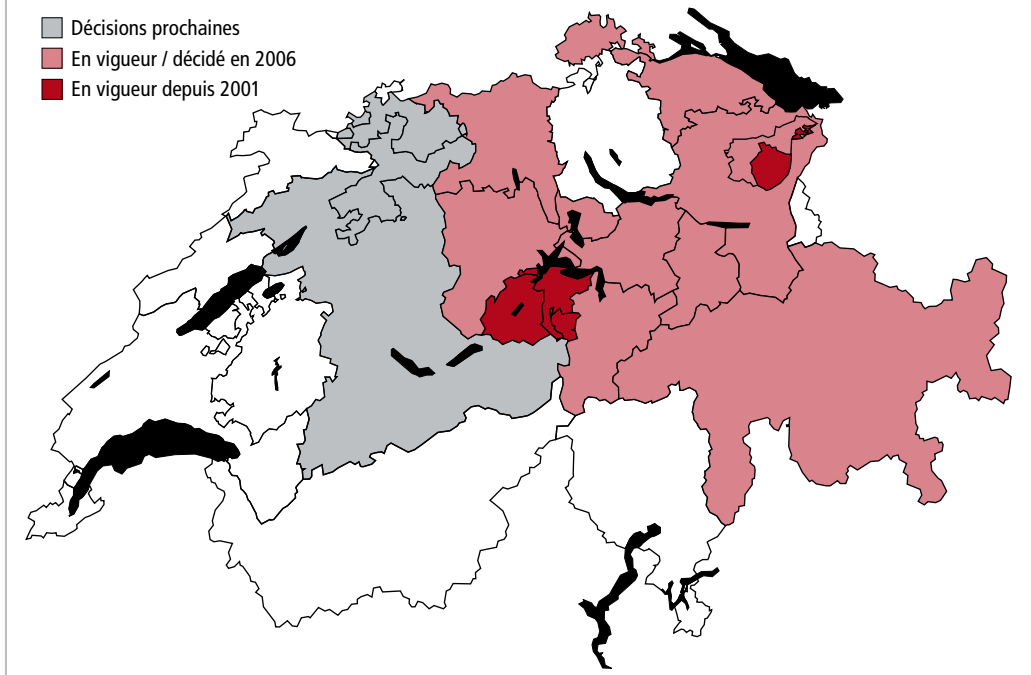 Décisions prochaines
En vigueur / décidé en 2006
En vigueur depuis 2001